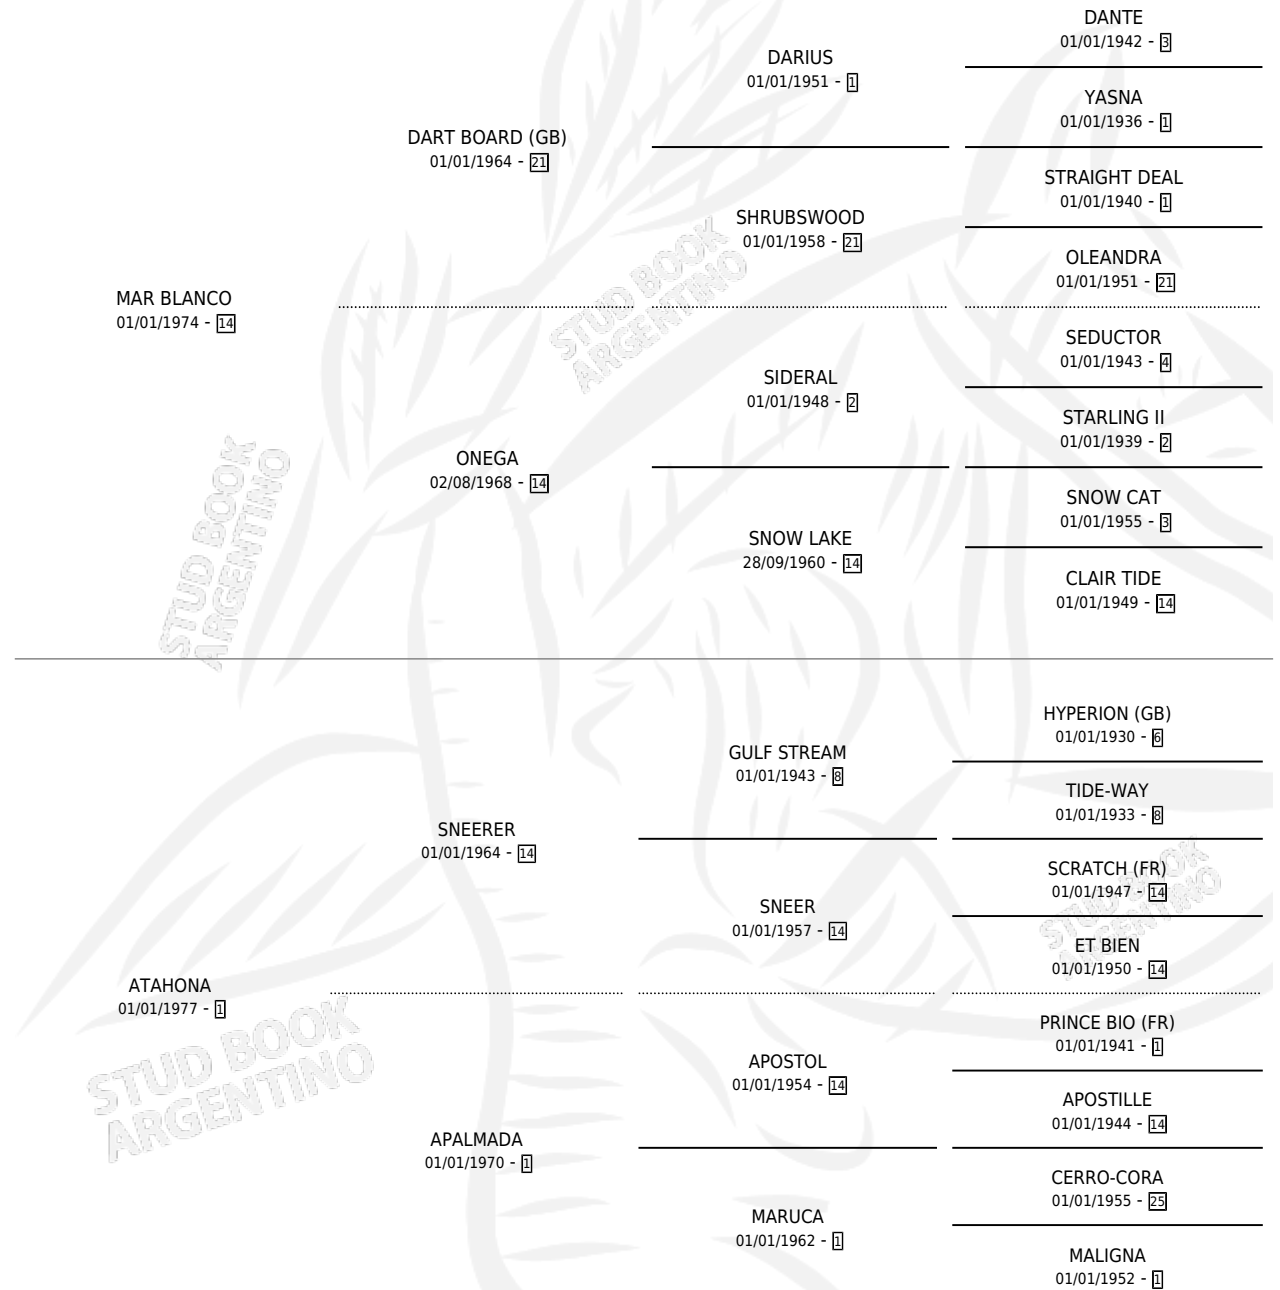 DANTE
01/01/1942 - 3
DARIUS
01/01/1951 - 1
YASNA
01/01/1936 - 1
DART BOARD (GB)
01/01/1964 - 21
STRAIGHT DEAL
01/01/1940 - 1
SHRUBSWOOD
01/01/1958 - 21
OLEANDRA
01/01/1951 - 21
MAR BLANCO
01/01/1974 - 14
SEDUCTOR
01/01/1943 - 4
SIDERAL
01/01/1948 - 2
STARLING II
01/01/1939 - 2
ONEGA
02/08/1968 - 14
SNOW CAT
01/01/1955 - 3
SNOW LAKE
28/09/1960 - 14
CLAIR TIDE
01/01/1949 - 14
HYPERION (GB)
01/01/1930 - 6
GULF STREAM
01/01/1943 - 8
TIDE-WAY
01/01/1933 - 8
SNEERER
01/01/1964 - 14
SCRATCH (FR)
01/01/1947 - 14
SNEER
01/01/1957 - 14
ET BIEN
01/01/1950 - 14
ATAHONA
01/01/1977 - 1
PRINCE BIO (FR)
01/01/1941 - 1
APOSTOL
01/01/1954 - 14
APOSTILLE
01/01/1944 - 14
APALMADA
01/01/1970 - 1
CERRO-CORA
01/01/1955 - 25
MARUCA
01/01/1962 - 1
MALIGNA
01/01/1952 - 1
STUD BOOK
ARGENTINO
STUD BOOK
ARGENTINO
STUD BOOK
ARGENTINO
STUD BOOK
ARGENTINO